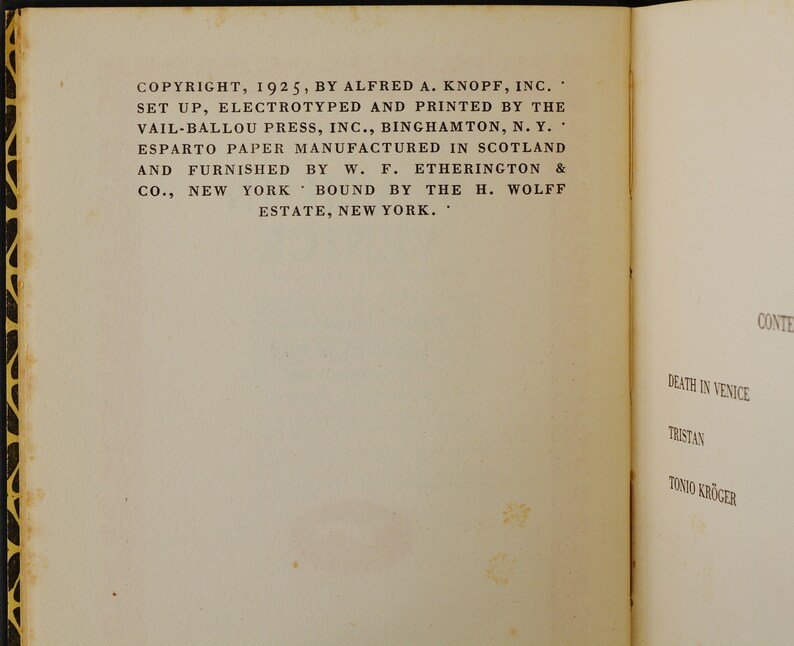 COPYRIGHT, 1925, BY ALFRED A. KNOPF, INC. ·
SET UP, ELECTROTYPED AND PRINTED BY THE
VAIL-BALLOU PRESS, INC., BINGHAMTON, N. Y. ·
ESPARTO PAPER MANUFACTURED IN SCOTLAND
AND FURNISHED BY W. F. ETHERINGTON &
CO., NEW YORK · BOUND BY THE H. WOLFF
ESTATE, NEW YORK. ·
CONTE
DEATH IN VENICE
TRISTAN
TONIO KRÖGER